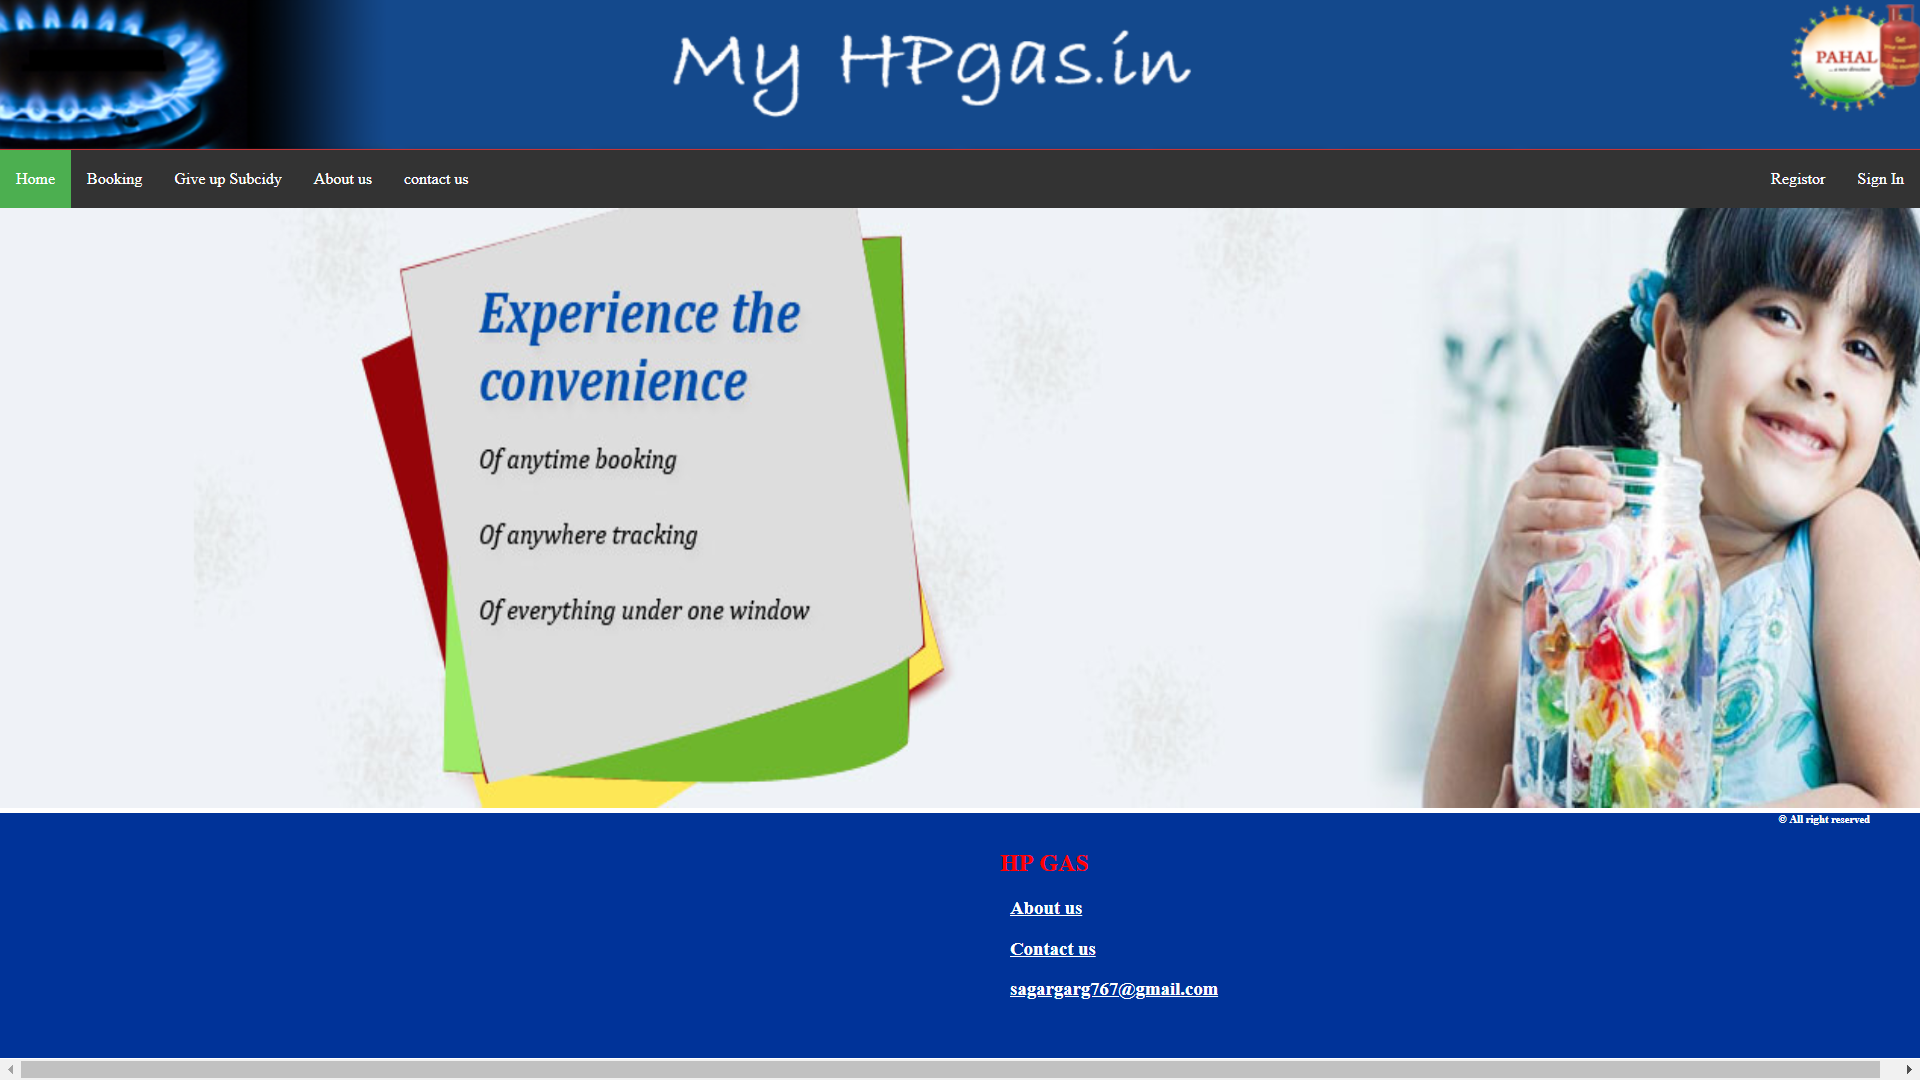 My HPgas.in
PAHAL
Home
Booking
Give up Subcidy
About us
contact us
Registor
Sign In
Experience the
convenience
Of anytime booking
Of anywhere tracking
Of everything under one window
© All right reserved
HP GAS
About us
Contact us
sagargarg767@gmail.com